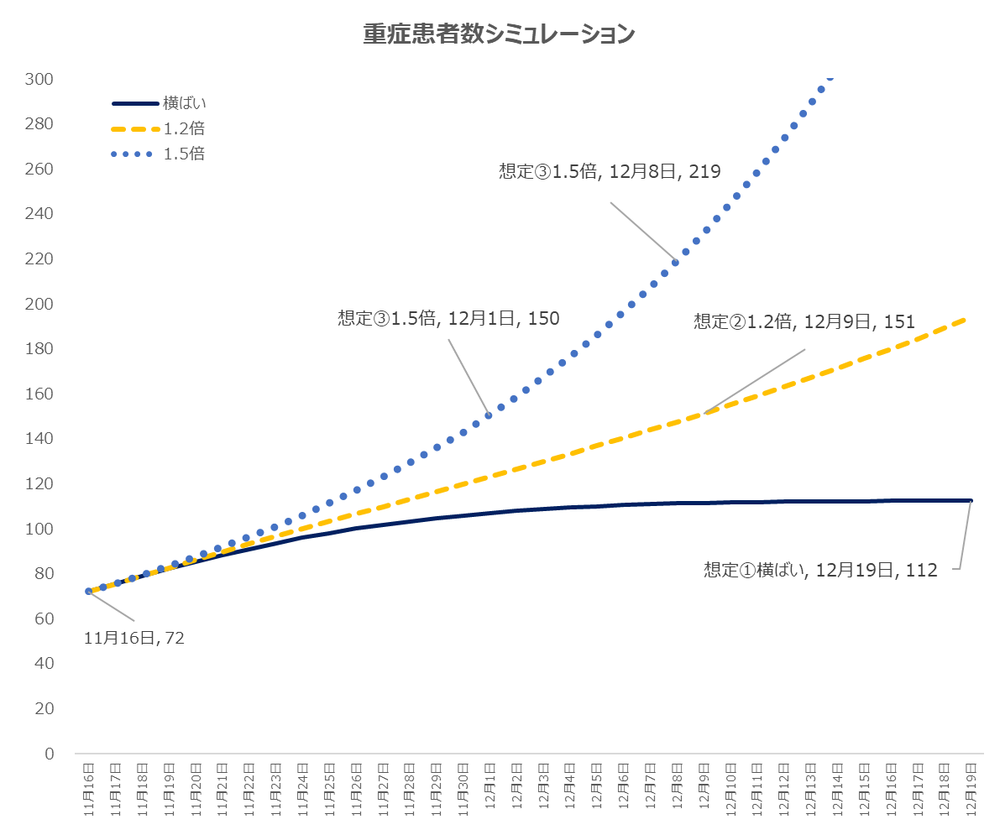 重症患者数シミュレーション
300
280
260
240
220
200
180
160
140
120
100
80
60
40
20
0
横ばい
1.2倍
1.5倍
想定③1.5倍, 12月8日, 219
想定③1.5倍, 12月1日, 150
想定②1.2倍, 12月9日, 151
想定①横ばい, 12月19日, 112
11月16日, 72
11月16日
11月17日
11月18日
11月19日
11月20日
11月21日
11月22日
11月23日
11月24日
11月25日
11月26日
11月27日
11月28日
11月29日
11月30日
12月1日
12月2日
12月3日
12月4日
12月5日
12月6日
12月7日
12月8日
12月9日
12月10日
12月11日
12月12日
12月13日
12月14日
12月15日
12月16日
12月17日
12月18日
12月19日